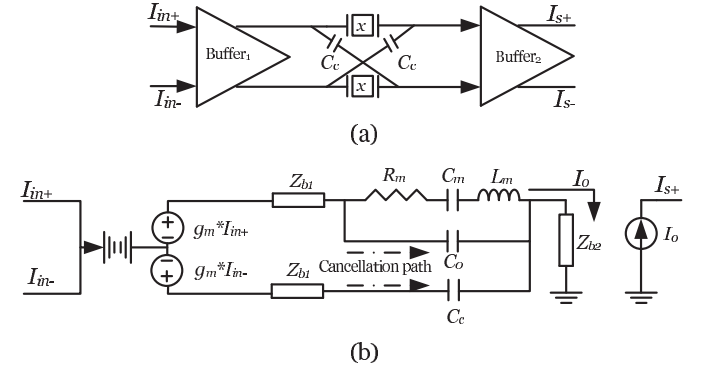 Iin+
Is+
Buffer1
x
Cc
Cc
Buffer2
x
Iin-
Is-
(a)
Iin+
Zb1
Rm
Cm
Lm
Io
Is+
gm*Iin+
Co
Zb2
Io
gm*Iin-
Zb1
Cancellation path
Iin-
Cc
(b)